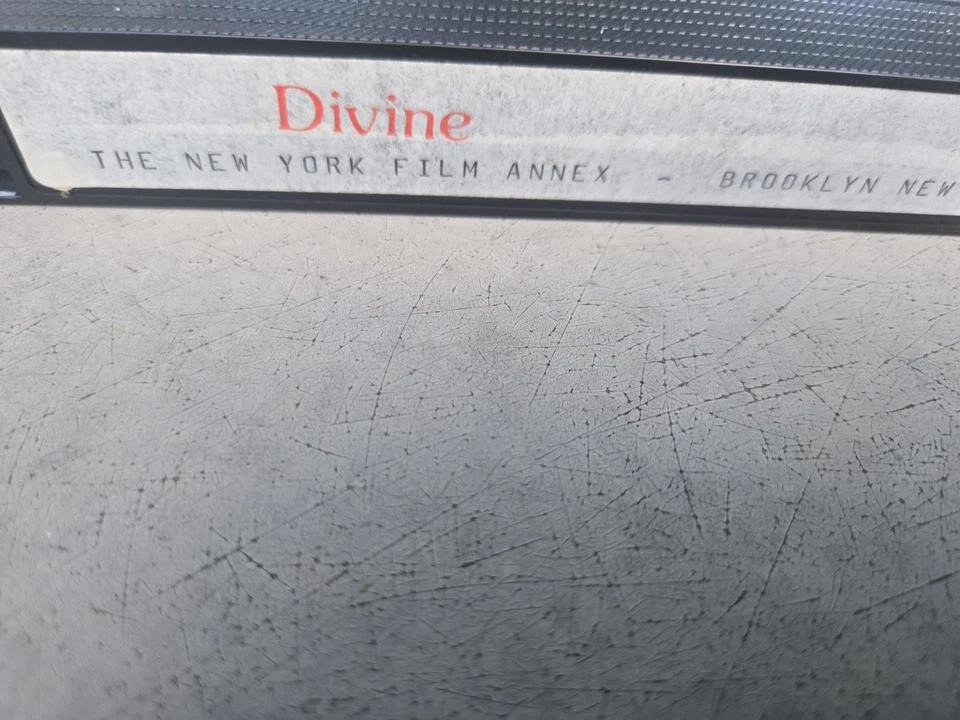 Divine
THE NEW YORK FILM ANNEX - BROOKLYN NEW